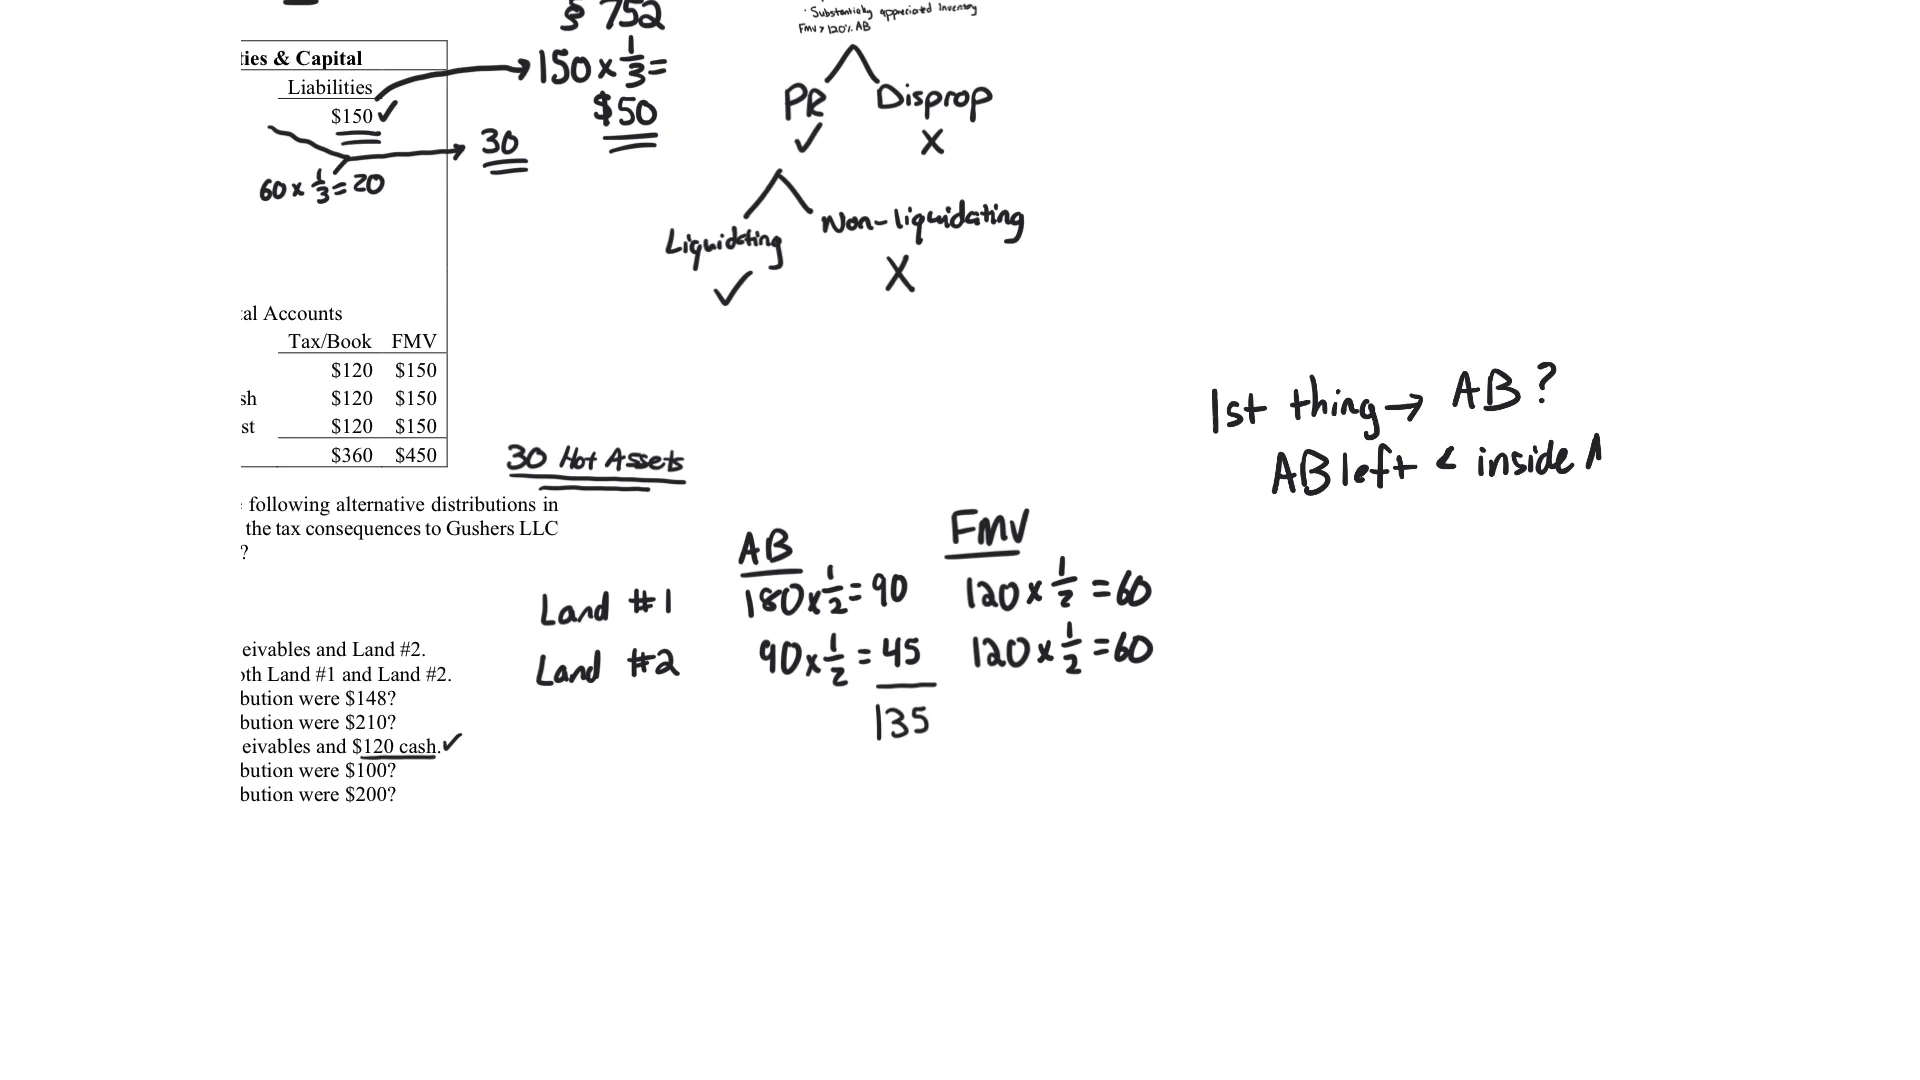 § 752
· Substantially appreciated Inventory
FMV > 120% AB
ties & Capital
Liabilities
$150 ✓
150 x 1/3 =
$50
30
60 x 1/3 = 20
PR Disprop
✓ X
Liquidating Non-liquidating
✓ X
al Accounts
Tax/Book FMV
$120 $150
sh $120 $150
st $120 $150
$360 $450
30 Hot Assets
1st thing → AB?
AB left < inside
following alternative distributions in
the tax consequences to Gushers LLC
?
AB FMV
Land #1 180 x 1/2 = 90 120 x 1/2 = 60
Land #2 90 x 1/2 = 45 120 x 1/2 = 60
135
eivables and Land #2.
oth Land #1 and Land #2.
bution were $148?
bution were $210?
eivables and $120 cash. ✓
bution were $100?
bution were $200?